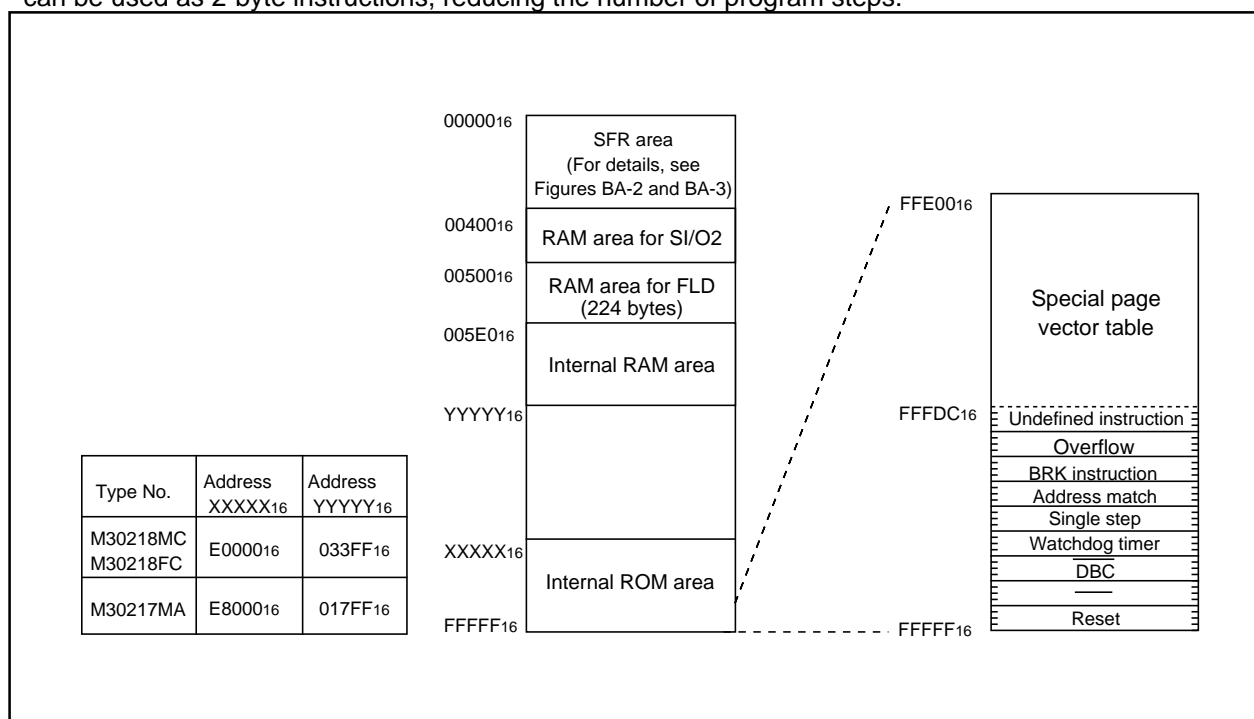 can be used as 2-byte instructions, reducing the number of program steps.
0000016
SFR area
(For details, see
Figures BA-2 and BA-3)
0040016
RAM area for SI/O2
0050016
RAM area for FLD
(224 bytes)
005E016
Internal RAM area
YYYYY16
XXXXX16
Internal ROM area
FFFFF16
Type No.
Address
XXXXX16
Address
YYYYY16
M30218MC
M30218FC
E000016
033FF16
M30217MA
E800016
017FF16
FFE0016
Special page
vector table
FFFDC16
Undefined instruction
Overflow
BRK instruction
Address match
Single step
Watchdog timer
DBC
Reset
FFFFF16